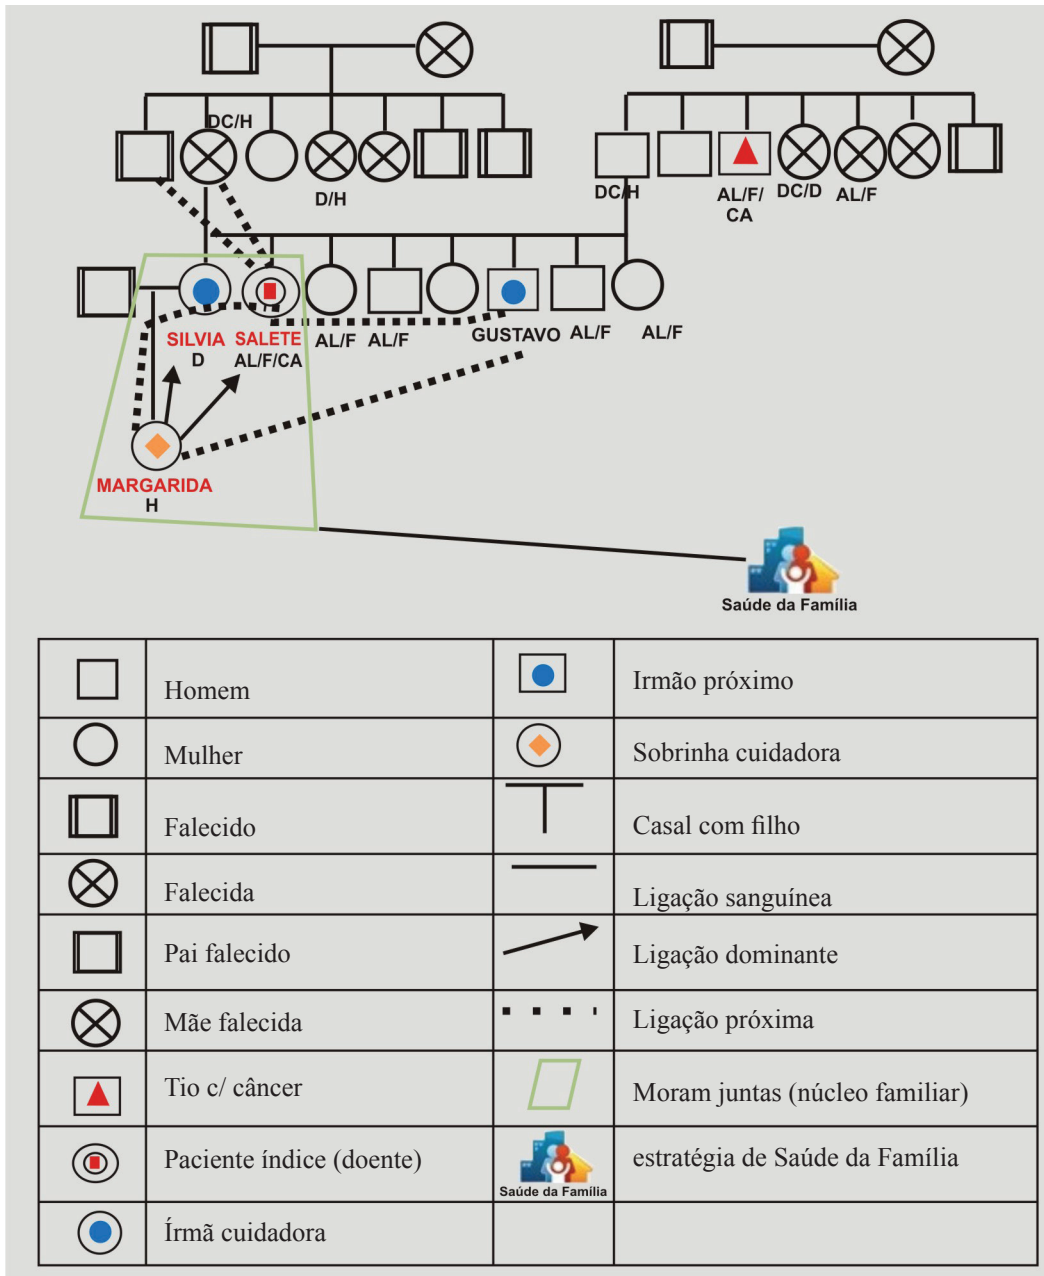 DC/H
D/H
DC/H
AL/F/
CA
DC/D
AL/F
SILVIA
D
SALETE
AL/F/CA
AL/F
AL/F
GUSTAVO
AL/F
AL/F
MARGARIDA
H
Saúde da Família
Homem
Irmão próximo
Mulher
Sobrinha cuidadora
Falecido
Casal com filho
Falecida
Ligação sanguínea
Pai falecido
Ligação dominante
Mãe falecida
Ligação próxima
Tio c/ câncer
Moram juntas (núcleo familiar)
Paciente índice (doente)
Saúde da Família
estratégia de Saúde da Família
Írmã cuidadora